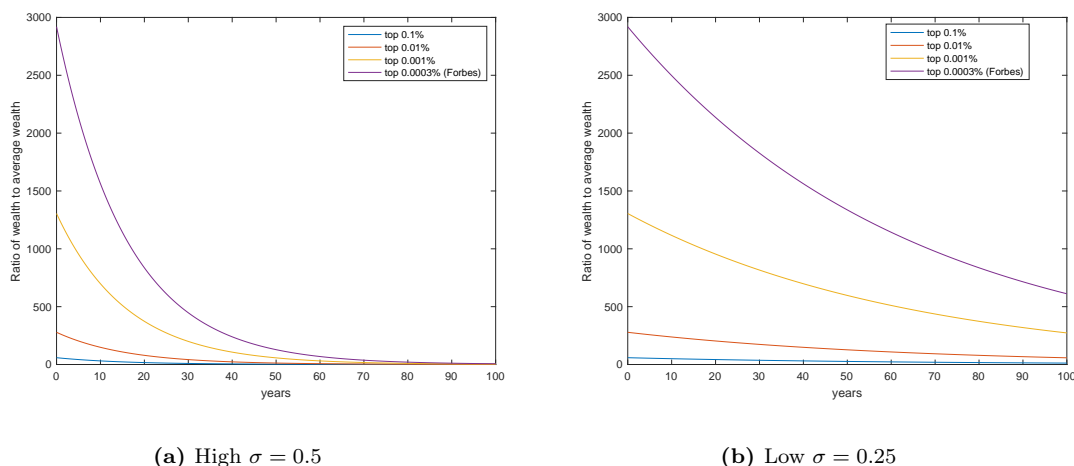 3000
2500
2000
1500
1000
500
0
Ratio of wealth to average wealth
top 0.1%
top 0.01%
top 0.001%
top 0.0003% (Forbes)
0 10 20 30 40 50 60 70 80 90 100
years
(a) High σ = 0.5
3000
2500
2000
1500
1000
500
0
Ratio of wealth to average wealth
top 0.1%
top 0.01%
top 0.001%
top 0.0003% (Forbes)
0 10 20 30 40 50 60 70 80 90 100
years
(b) Low σ = 0.25